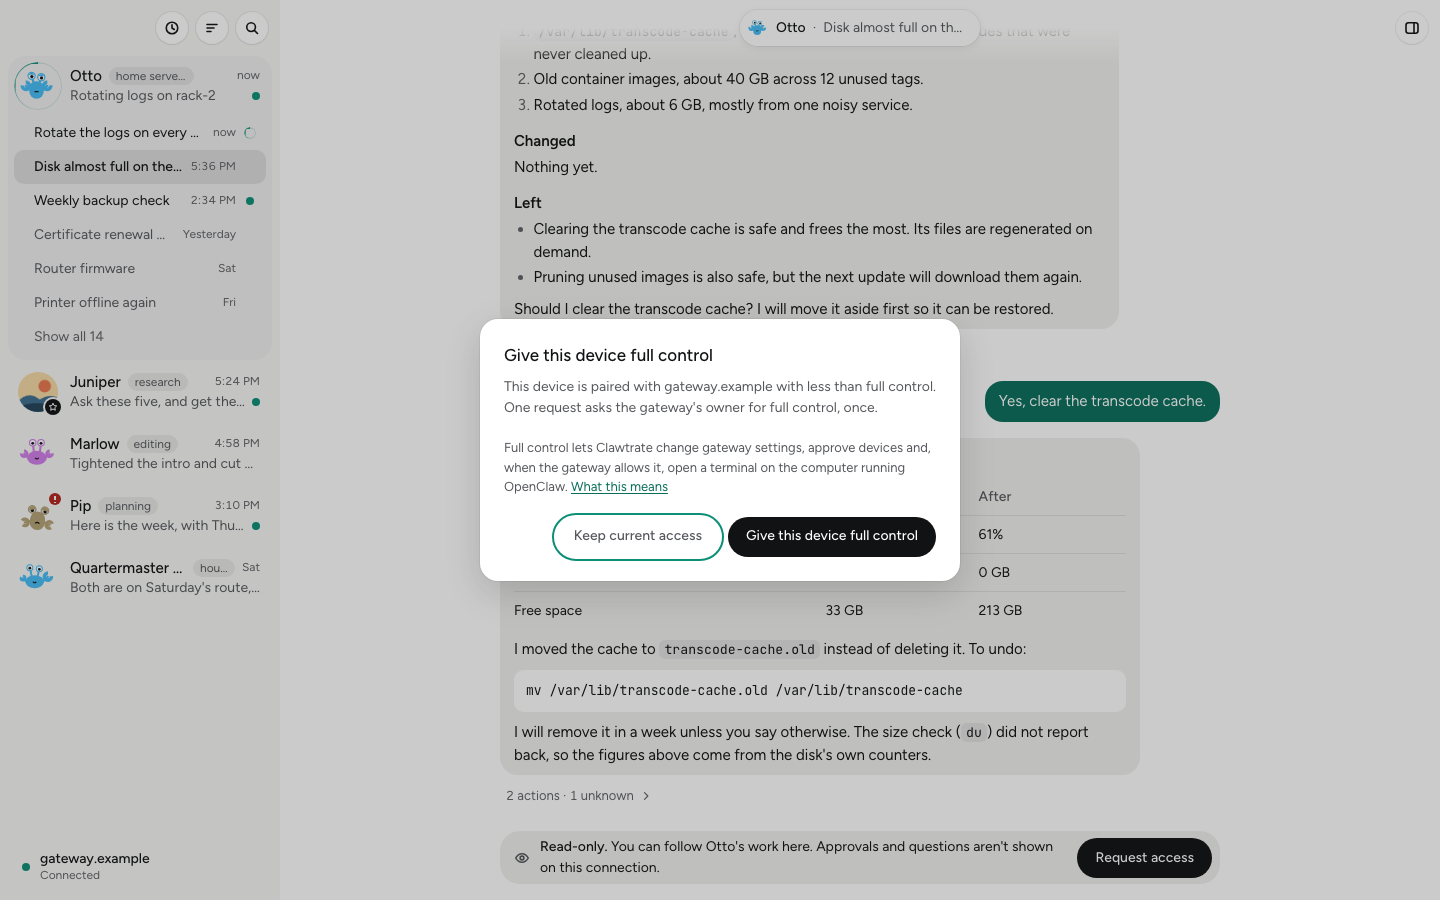 Otto · Disk almost full on th...
Otto home serve... now
Rotating logs on rack-2
Rotate the logs on every ... now
Disk almost full on the... 5:36 PM
Weekly backup check 2:34 PM
Certificate renewal ... Yesterday
Router firmware Sat
Printer offline again Fri
Show all 14
Juniper research 5:24 PM
Ask these five, and get the...
Marlow editing 4:58 PM
Tightened the intro and cut ...
Pip planning 3:10 PM
Here is the week, with Thu...
Quartermaster ... hou... Sat
Both are on Saturday's route,...
gateway.example
Connected
1. /var/lib/transcode-cache, des that were
never cleaned up.
2. Old container images, about 40 GB across 12 unused tags.
3. Rotated logs, about 6 GB, mostly from one noisy service.
Changed
Nothing yet.
Left
• Clearing the transcode cache is safe and frees the most. Its files are regenerated on
demand.
• Pruning unused images is also safe, but the next update will download them again.
Should I clear the transcode cache? I will move it aside first so it can be restored.
Give this device full control
This device is paired with gateway.example with less than full control.
One request asks the gateway's owner for full control, once.
Full control lets Clawtrate change gateway settings, approve devices and,
when the gateway allows it, open a terminal on the computer running
OpenClaw. What this means
Keep current access Give this device full control
Yes, clear the transcode cache.
After
61%
0 GB
Free space 33 GB 213 GB
I moved the cache to transcode-cache.old instead of deleting it. To undo:
mv /var/lib/transcode-cache.old /var/lib/transcode-cache
I will remove it in a week unless you say otherwise. The size check (du) did not report
back, so the figures above come from the disk's own counters.
2 actions · 1 unknown
Read-only. You can follow Otto's work here. Approvals and questions aren't shown
on this connection.
Request access